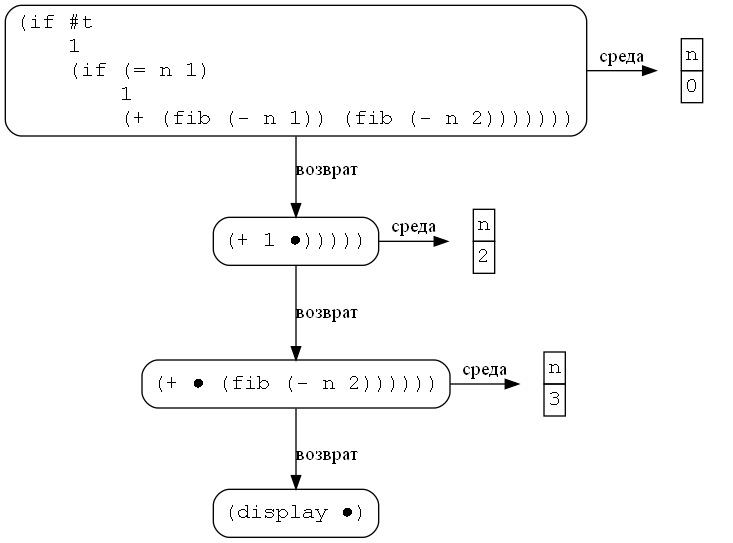 (if #t
1
(if (= n 1)
1
(+ (fib (- n 1)) (fib (- n 2)))))))
среда
n
0
возврат
(+ 1 ●)))))
среда
n
2
возврат
(+ ● (fib (- n 2))))))
среда
n
3
возврат
(display ●)